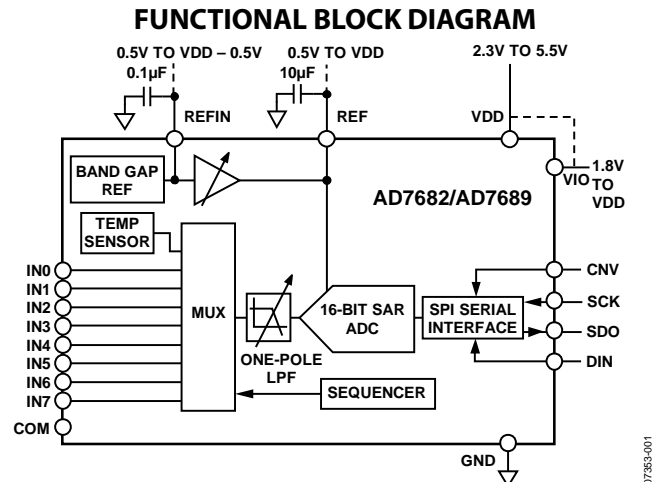 FUNCTIONAL BLOCK DIAGRAM
0.5V TO VDD – 0.5V
0.5V TO VDD
2.3V TO 5.5V
0.1µF
10µF
REFIN
REF
VDD
BAND GAP
REF
AD7682/AD7689
VIO
1.8V
TO
VDD
TEMP
SENSOR
IN0
IN1
IN2
IN3
IN4
IN5
IN6
IN7
COM
MUX
ONE-POLE
LPF
16-BIT SAR
ADC
SPI SERIAL
INTERFACE
CNV
SCK
SDO
DIN
SEQUENCER
GND
07353-001